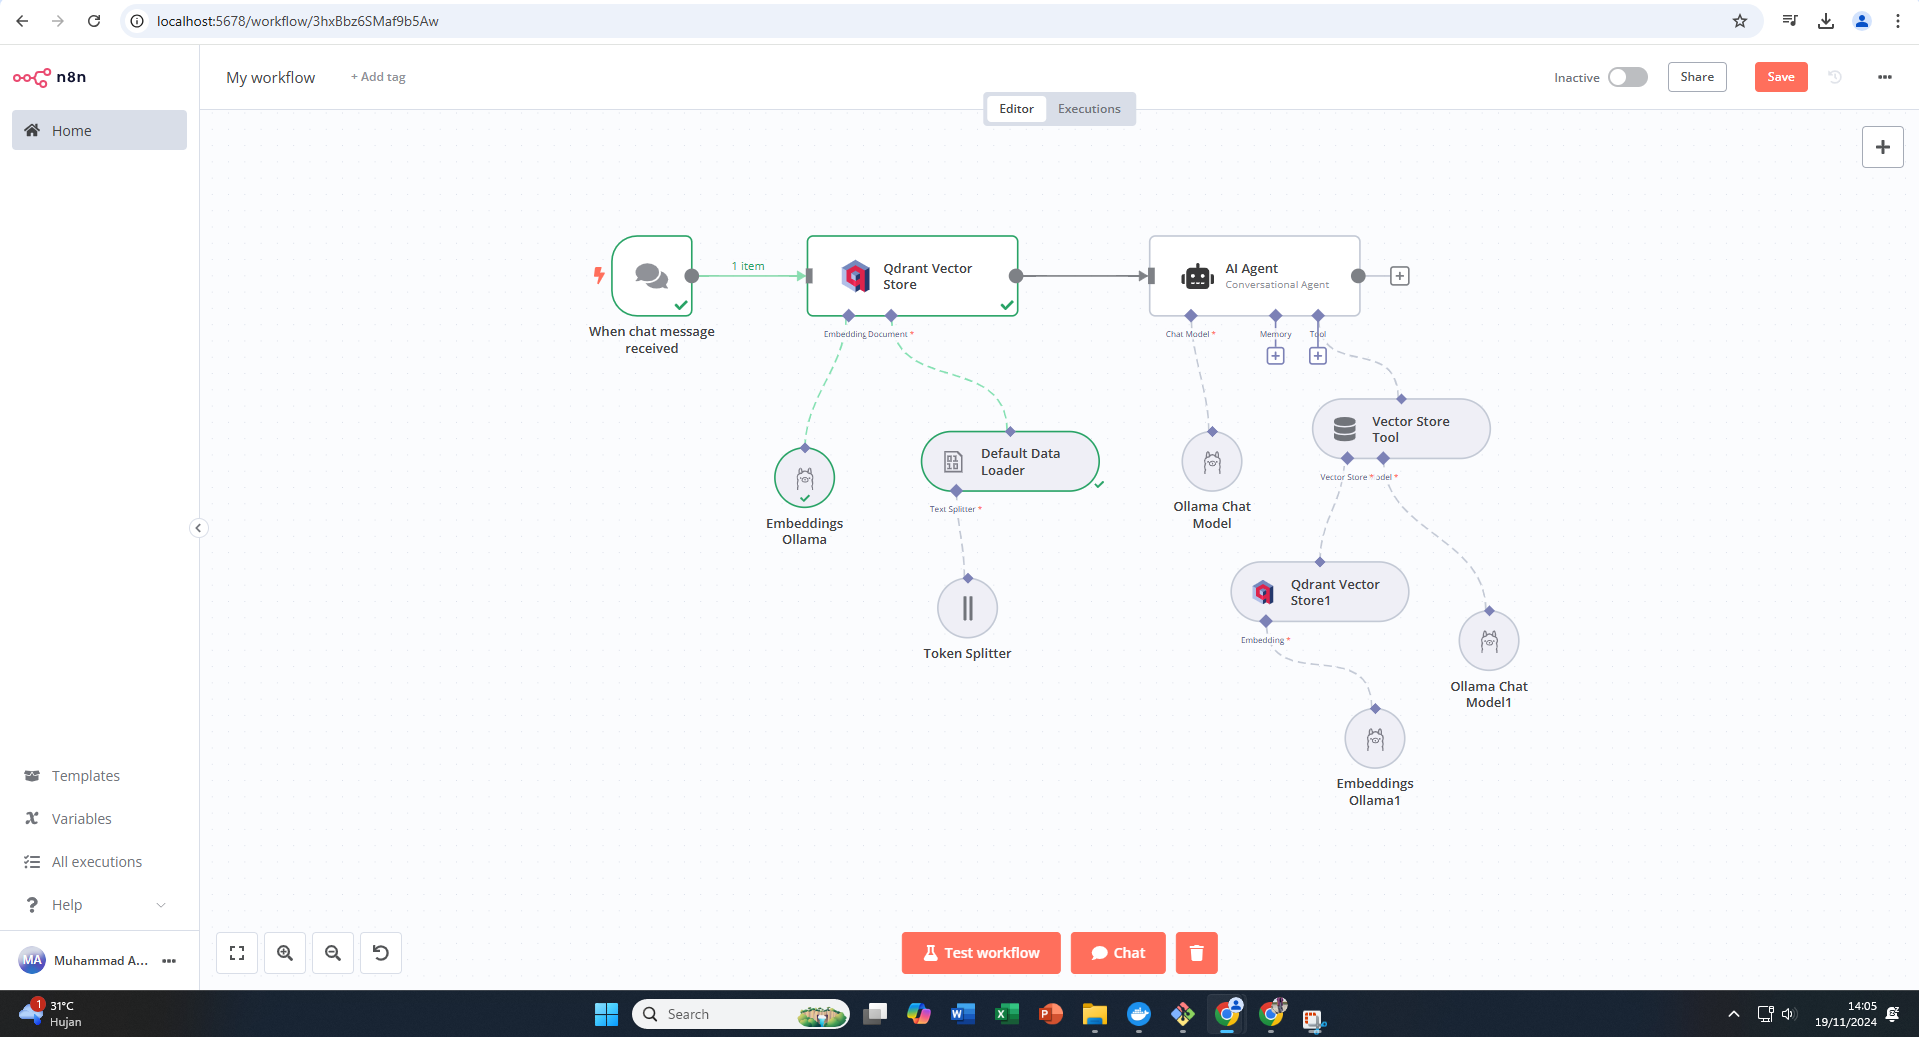 localhost:5678/workflow/3hxBbz6SMaf9b5Aw
n8n
My workflow
+ Add tag
Inactive
Share
Save
Editor
Executions
Home
1 item
When chat message
received
Qdrant Vector
Store
Embedding
Document *
AI Agent
Conversational Agent
Chat Model *
Memory
Tool
Embeddings
Ollama
Default Data
Loader
Text Splitter *
Token Splitter
Ollama Chat
Model
Vector Store
Tool
Vector Store *
odel *
Qdrant Vector
Store1
Embedding *
Ollama Chat
Model1
Embeddings
Ollama1
Templates
Variables
All executions
Help
MA
Muhammad A...
Test workflow
Chat
1
31°C
Hujan
Search
14:05
19/11/2024